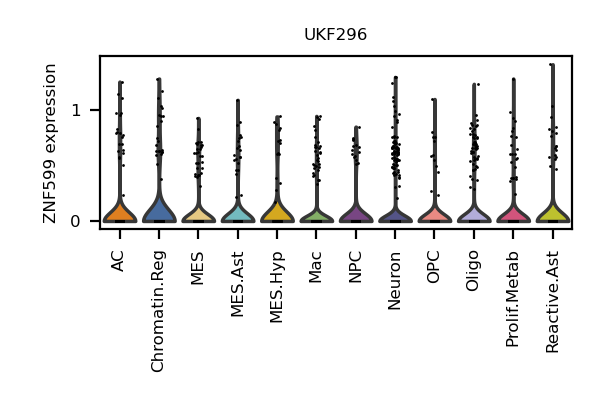 UKF296
ZNF599 expression
1
0
AC
Chromatin.Reg
MES
MES.Ast
MES.Hyp
Mac
NPC
Neuron
OPC
Oligo
Prolif.Metab
Reactive.Ast